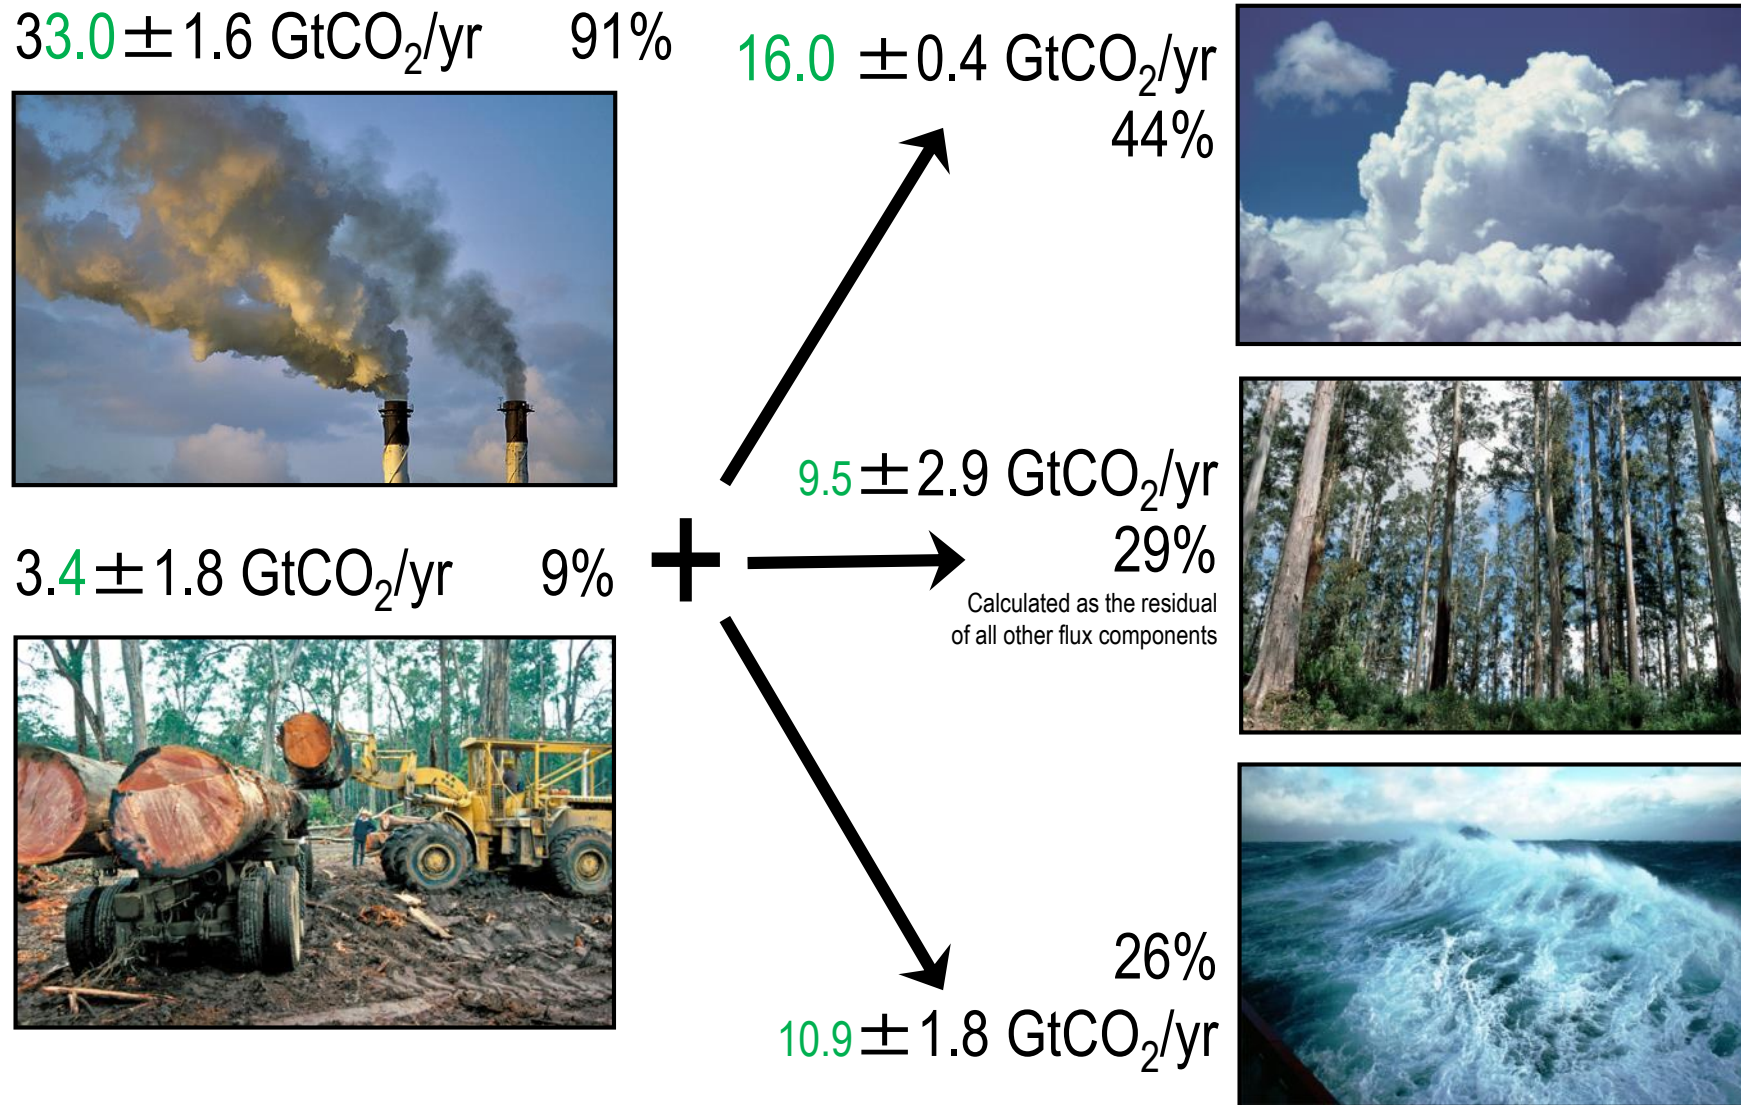 33.0 ± 1.6 GtCO₂/yr 91%
16.0 ± 0.4 GtCO₂/yr
44%
9.5 ± 2.9 GtCO₂/yr
29%
Calculated as the residual
of all other flux components
3.4 ± 1.8 GtCO₂/yr 9%
+
26%
10.9 ± 1.8 GtCO₂/yr